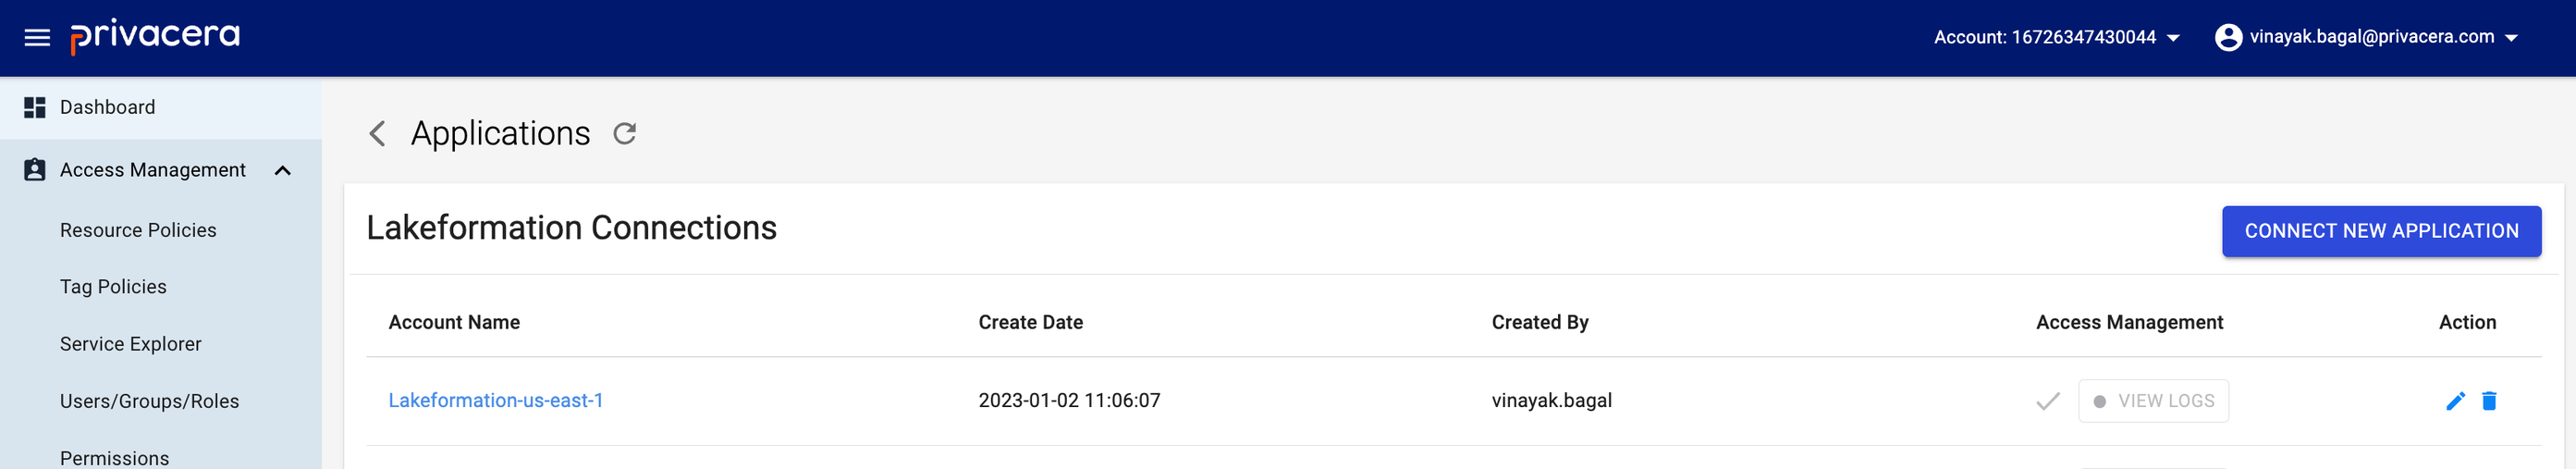 privacera
Account: 16726347430044
vinayak.bagal@privacera.com
Dashboard
Access Management
Resource Policies
Tag Policies
Service Explorer
Users/Groups/Roles
Permissions
Applications
Lakeformation Connections
CONNECT NEW APPLICATION
Account Name Create Date Created By Access Management Action
Lakeformation-us-east-1 2023-01-02 11:06:07 vinayak.bagal VIEW LOGS